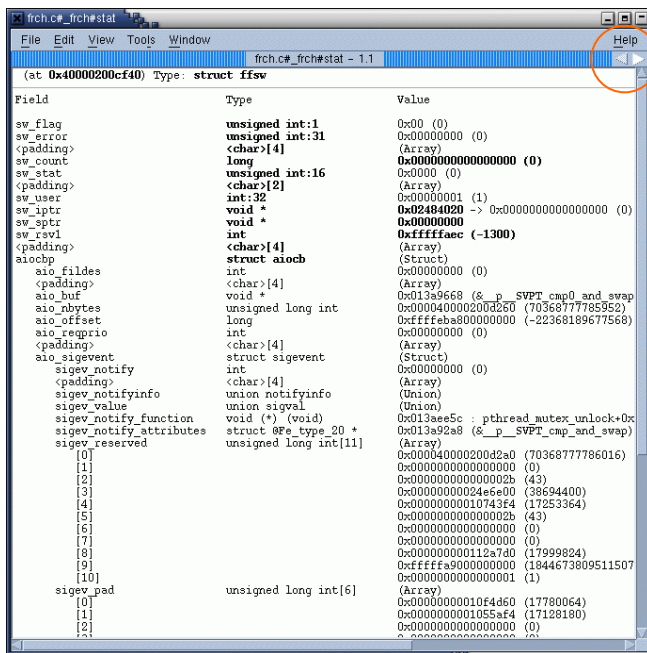 frch.c#_frch#stat
File Edit View Tools Window Help
frch.c#_frch#stat - 1.1
(at 0x40000200cf40) Type: struct ffsw
Field Type Value
sw_flag unsigned int:1 0x00 (0)
sw_error unsigned int:31 0x00000000 (0)
<padding> <char>[4] (Array)
sw_count long 0x0000000000000000 (0)
sw_stat unsigned int:16 0x0000 (0)
<padding> <char>[2] (Array)
sw_user int:32 0x00000001 (1)
sw_iptr void * 0x02484020 -> 0x0000000000000000 (0)
sw_sptr void * 0x00000000
sw_rsv1 int 0xfffffaec (-1300)
<padding> <char>[4] (Array)
aiocbp struct aiocb (Struct)
aio_fildes int 0x00000000 (0)
<padding> <char>[4] (Array)
aio_buf void * 0x013a9668 (&__p__SVPT_cmp0_and_swap
aio_nbytes unsigned long int 0x000040000200d260 (70368777785952)
aio_offset long 0xffffeba800000000 (-22368189677568)
aio_reqprio int 0x00000000 (0)
<padding> <char>[4] (Array)
aio_sigevent struct sigevent (Struct)
sigev_notify int 0x00000000 (0)
<padding> <char>[4] (Array)
sigev_notifyinfo union notifyinfo (Union)
sigev_value union sigval (Union)
sigev_notify_function void (*) (void) 0x013aee5c : pthread_mutex_unlock+0x
sigev_notify_attributes struct @Fe_type_20 * 0x013a92a8 (&__p__SVPT_cmp_and_swap)
sigev_reserved unsigned long int[11] (Array)
[0] 0x000040000200d2a0 (70368777786016)
[1] 0x0000000000000000 (0)
[2] 0x000000000000002b (43)
[3] 0x00000000024e6e00 (38694400)
[4] 0x00000000010743f4 (17253364)
[5] 0x000000000000002b (43)
[6] 0x0000000000000000 (0)
[7] 0x0000000000000000 (0)
[8] 0x000000000112a7d0 (17999824)
[9] 0xfffffa9000000000 (1844673809511507
[10] 0x0000000000000001 (1)
sigev_pad unsigned long int[6] (Array)
[0] 0x00000000010f4d60 (17780064)
[1] 0x0000000001055af4 (17128180)
[2] 0x0000000000000000 (0)